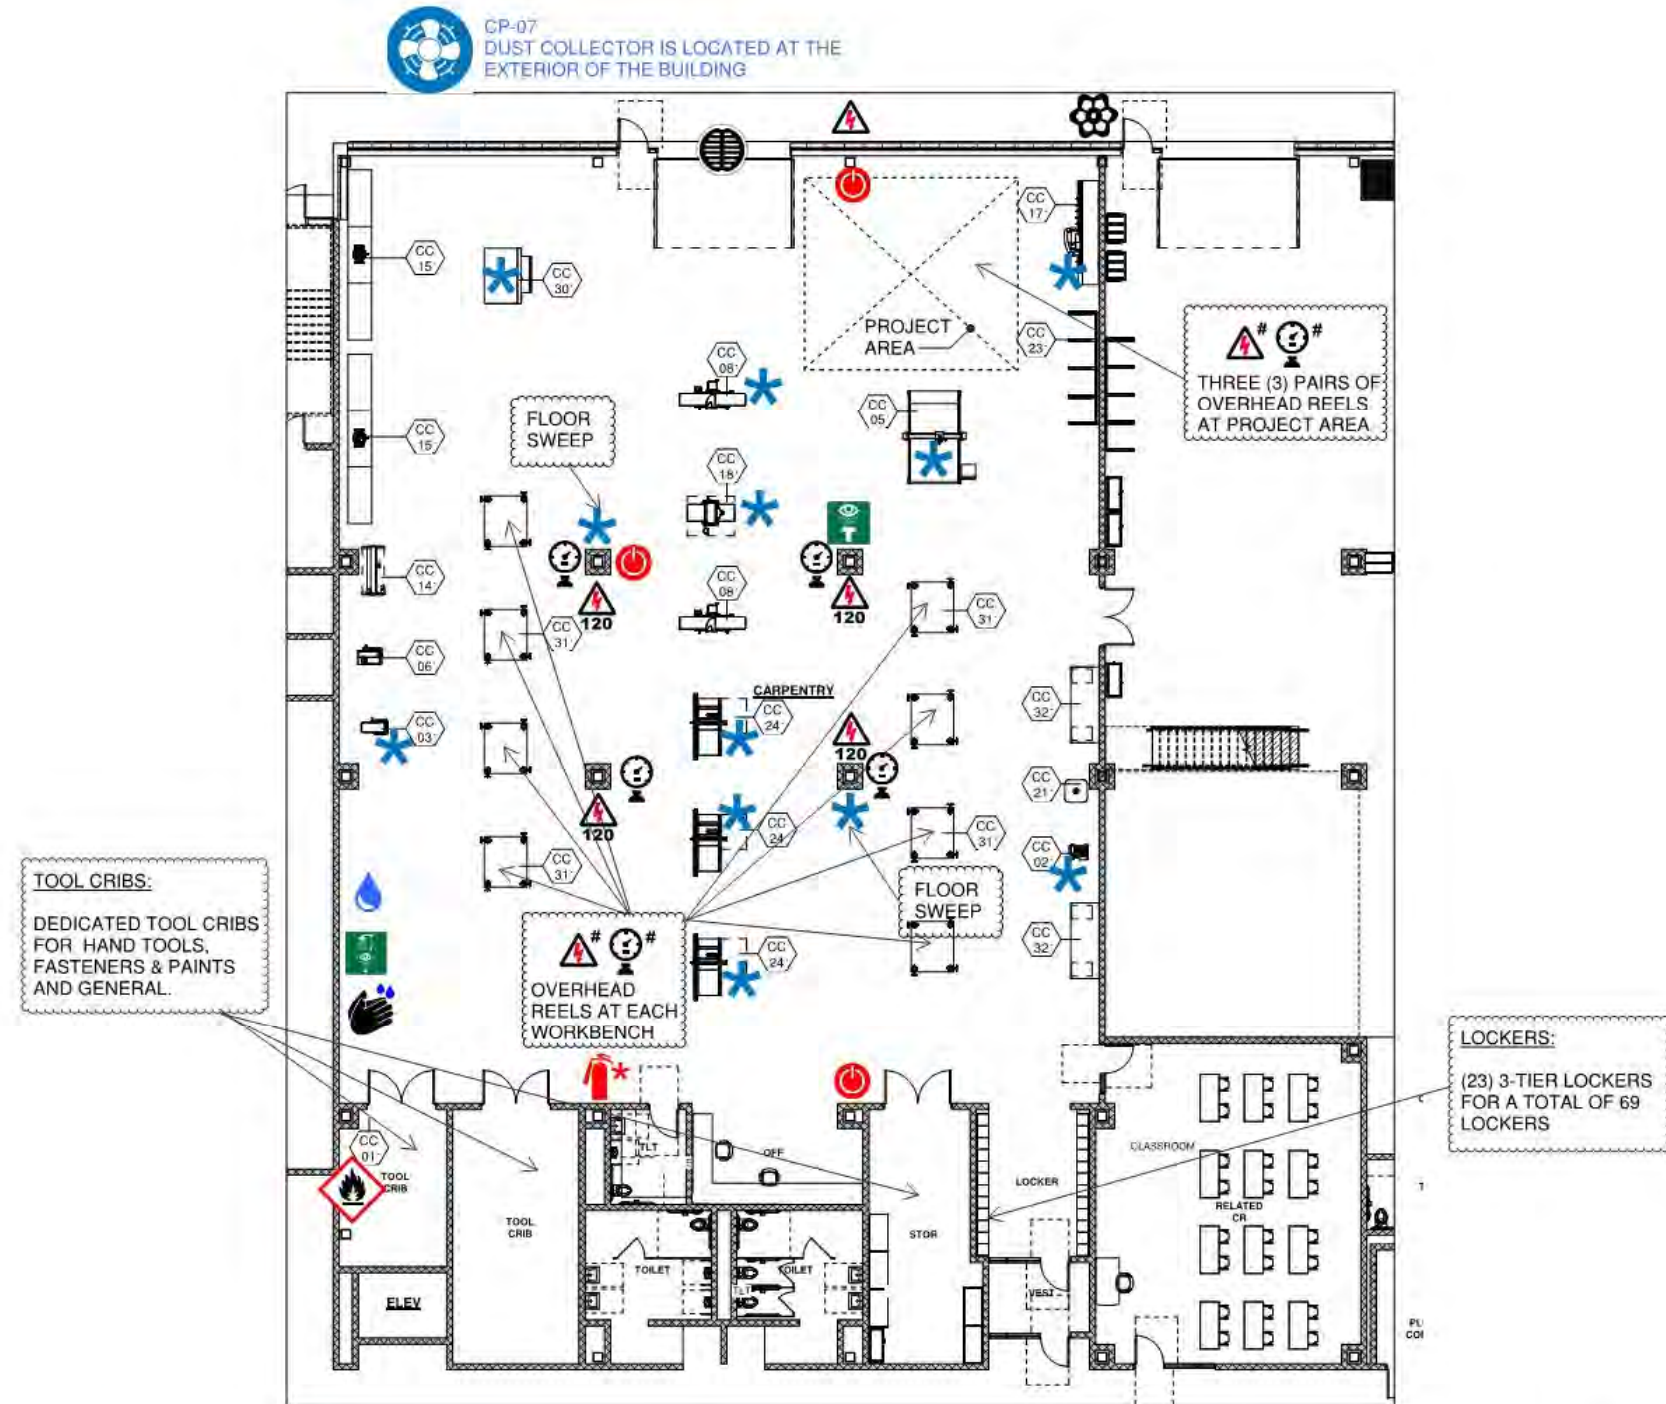 CP-07
DUST COLLECTOR IS LOCATED AT THE
EXTERIOR OF THE BUILDING
CC
17
CC
15
CC
30
PROJECT
AREA
CC
23
#
#
THREE (3) PAIRS OF
OVERHEAD REELS
AT PROJECT AREA
CC
08
CC
05
FLOOR
SWEEP
CC
15
CC
18
CC
14
CC
08
120
120
CC
31
CC
31
CC
06
CARPENTRY
CC
24
CC
32
CC
03
120
CC
21
120
CC
24
CC
31
CC
02
CC
31
FLOOR
SWEEP
TOOL CRIBS:
DEDICATED TOOL CRIBS
FOR HAND TOOLS,
FASTENERS & PAINTS
AND GENERAL.
#
#
OVERHEAD
REELS AT EACH
WORKBENCH
CC
24
CC
32
LOCKERS:
(23) 3-TIER LOCKERS
FOR A TOTAL OF 69
LOCKERS
CC
01
TOOL
CRIB
TLT
OFF
CLASSROOM
LOCKER
RELATED
CR
TOOL
CRIB
STOR
TOILET
TOILET
TLT
VEST
ELEV